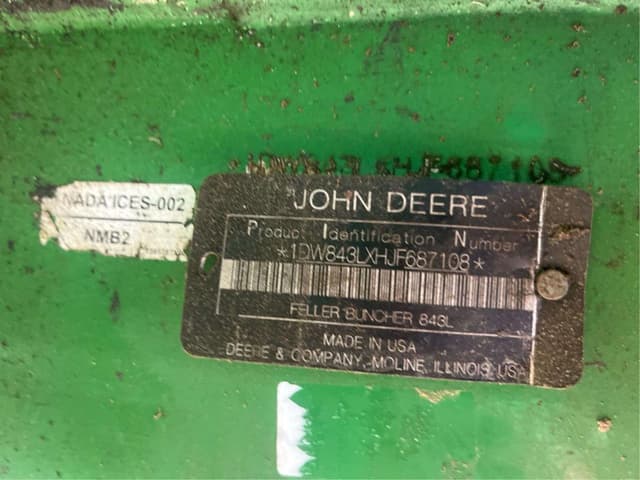 *1DW843LXHJF687108*
NADA ICES-002
NMB2
JOHN DEERE
Product Identification Number
*1DW843LXHJF687108*
FELLER BUNCHER 843L
MADE IN USA
DEERE & COMPANY, MOLINE, ILLINOIS, USA